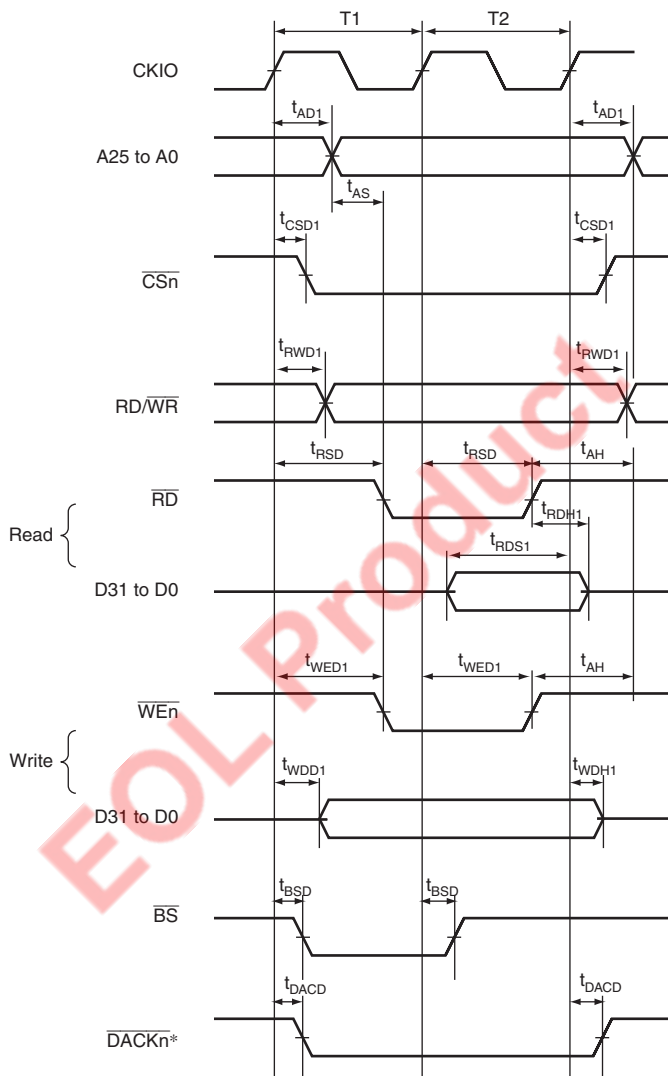 T1 T2
CKIO
tAD1 tAD1
A25 to A0
tAS
tCSD1 tCSD1
CSn
tRWD1 tRWD1
RD/WR
tRSD tRSD tAH
RD
tRDH1
Read
tRDS1
D31 to D0
tWED1 tWED1 tAH
WEn
Write
tWDD1 tWDH1
D31 to D0
tBSD tBSD
BS
tDACD tDACD
DACKn*
EOL Product